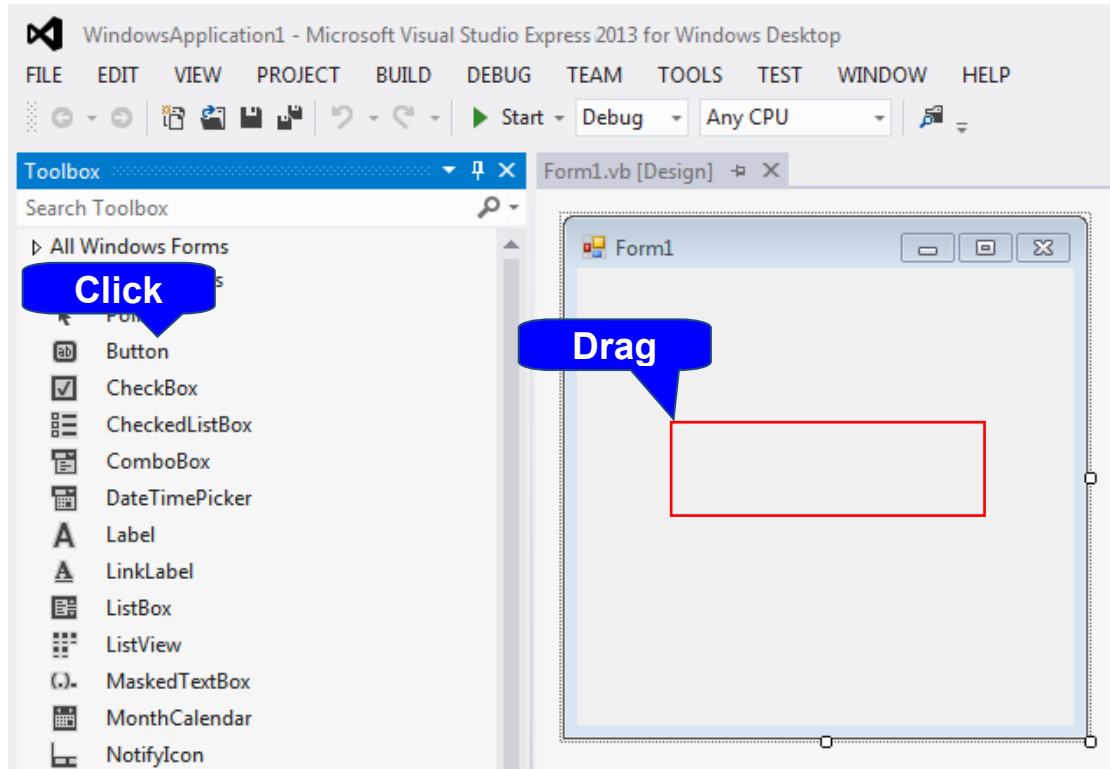 WindowsApplication1 - Microsoft Visual Studio Express 2013 for Windows Desktop
FILE EDIT VIEW PROJECT BUILD DEBUG TEAM TOOLS TEST WINDOW HELP
Start Debug Any CPU
Toolbox
Search Toolbox
All Windows Forms
Click
Button
CheckBox
CheckedListBox
ComboBox
DateTimePicker
Label
LinkLabel
ListBox
ListView
MaskedTextBox
MonthCalendar
NotifyIcon
Form1.vb [Design]
Form1
Drag